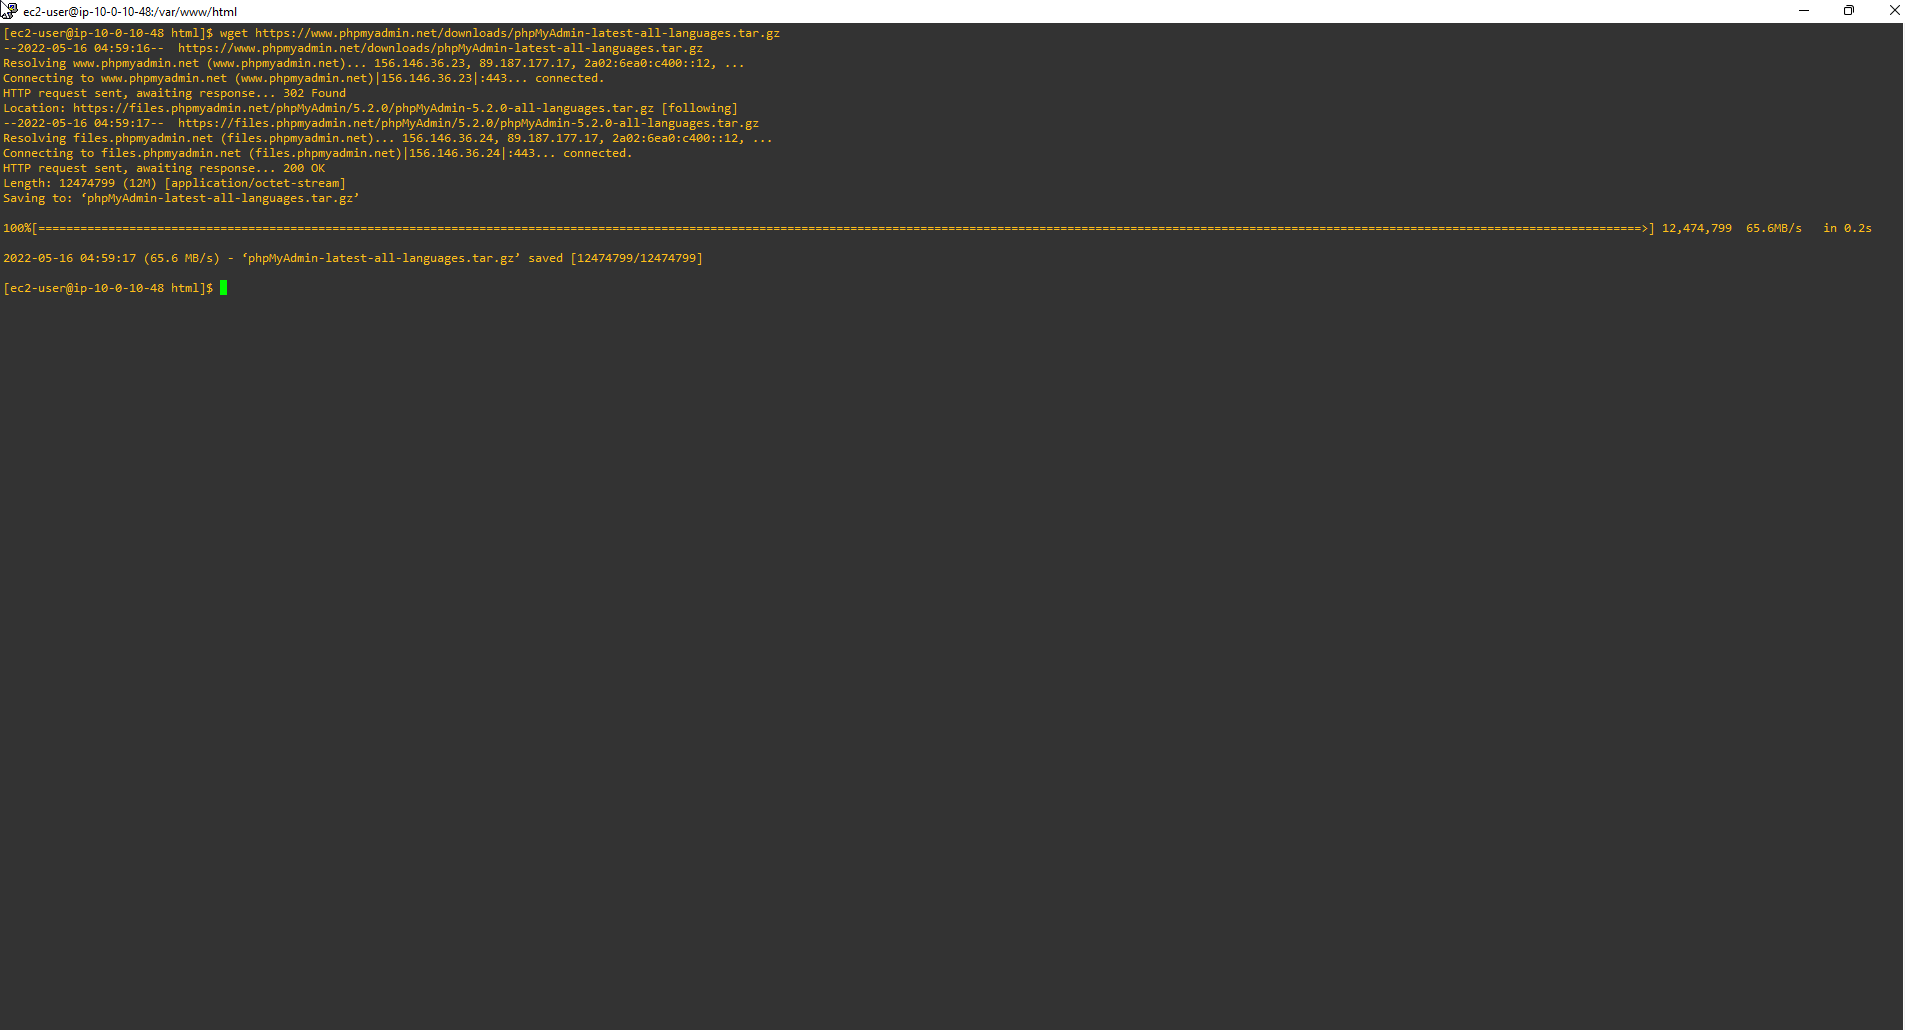 ec2-user@ip-10-0-10-48:/var/www/html
[ec2-user@ip-10-0-10-48 html]$ wget https://www.phpmyadmin.net/downloads/phpMyAdmin-latest-all-languages.tar.gz
--2022-05-16 04:59:16--  https://www.phpmyadmin.net/downloads/phpMyAdmin-latest-all-languages.tar.gz
Resolving www.phpmyadmin.net (www.phpmyadmin.net)... 156.146.36.23, 89.187.177.17, 2a02:6ea0:c400::12, ...
Connecting to www.phpmyadmin.net (www.phpmyadmin.net)|156.146.36.23|:443... connected.
HTTP request sent, awaiting response... 302 Found
Location: https://files.phpmyadmin.net/phpMyAdmin/5.2.0/phpMyAdmin-5.2.0-all-languages.tar.gz [following]
--2022-05-16 04:59:17--  https://files.phpmyadmin.net/phpMyAdmin/5.2.0/phpMyAdmin-5.2.0-all-languages.tar.gz
Resolving files.phpmyadmin.net (files.phpmyadmin.net)... 156.146.36.24, 89.187.177.17, 2a02:6ea0:c400::12, ...
Connecting to files.phpmyadmin.net (files.phpmyadmin.net)|156.146.36.24|:443... connected.
HTTP request sent, awaiting response... 200 OK
Length: 12474799 (12M) [application/octet-stream]
Saving to: ‘phpMyAdmin-latest-all-languages.tar.gz’
100%[=====================================================================================================================================================================================================================================>] 12,474,799  65.6MB/s   in 0.2s
2022-05-16 04:59:17 (65.6 MB/s) - ‘phpMyAdmin-latest-all-languages.tar.gz’ saved [12474799/12474799]
[ec2-user@ip-10-0-10-48 html]$